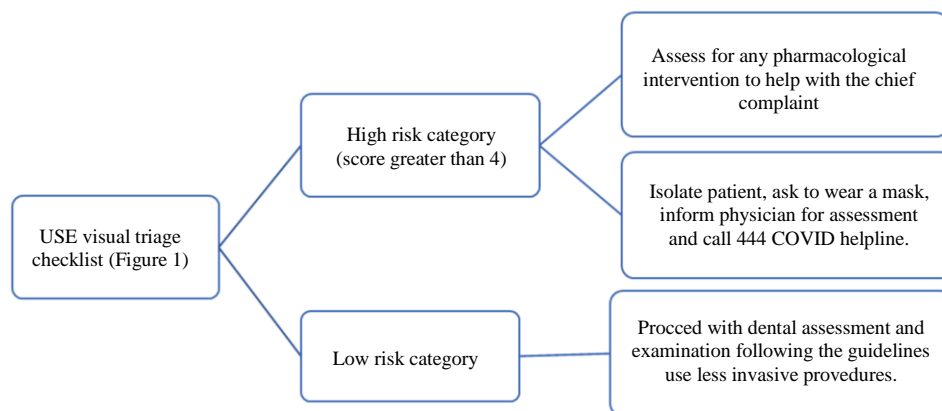 Assess for any pharmacological
intervention to help with the chief
complaint
High risk category
(score greater than 4)
Isolate patient, ask to wear a mask,
inform physician for assessment
and call 444 COVID helpline.
USE visual triage
checklist (Figure 1)
Low risk category
Procced with dental assessment and
examination following the guidelines
use less invasive provedures.